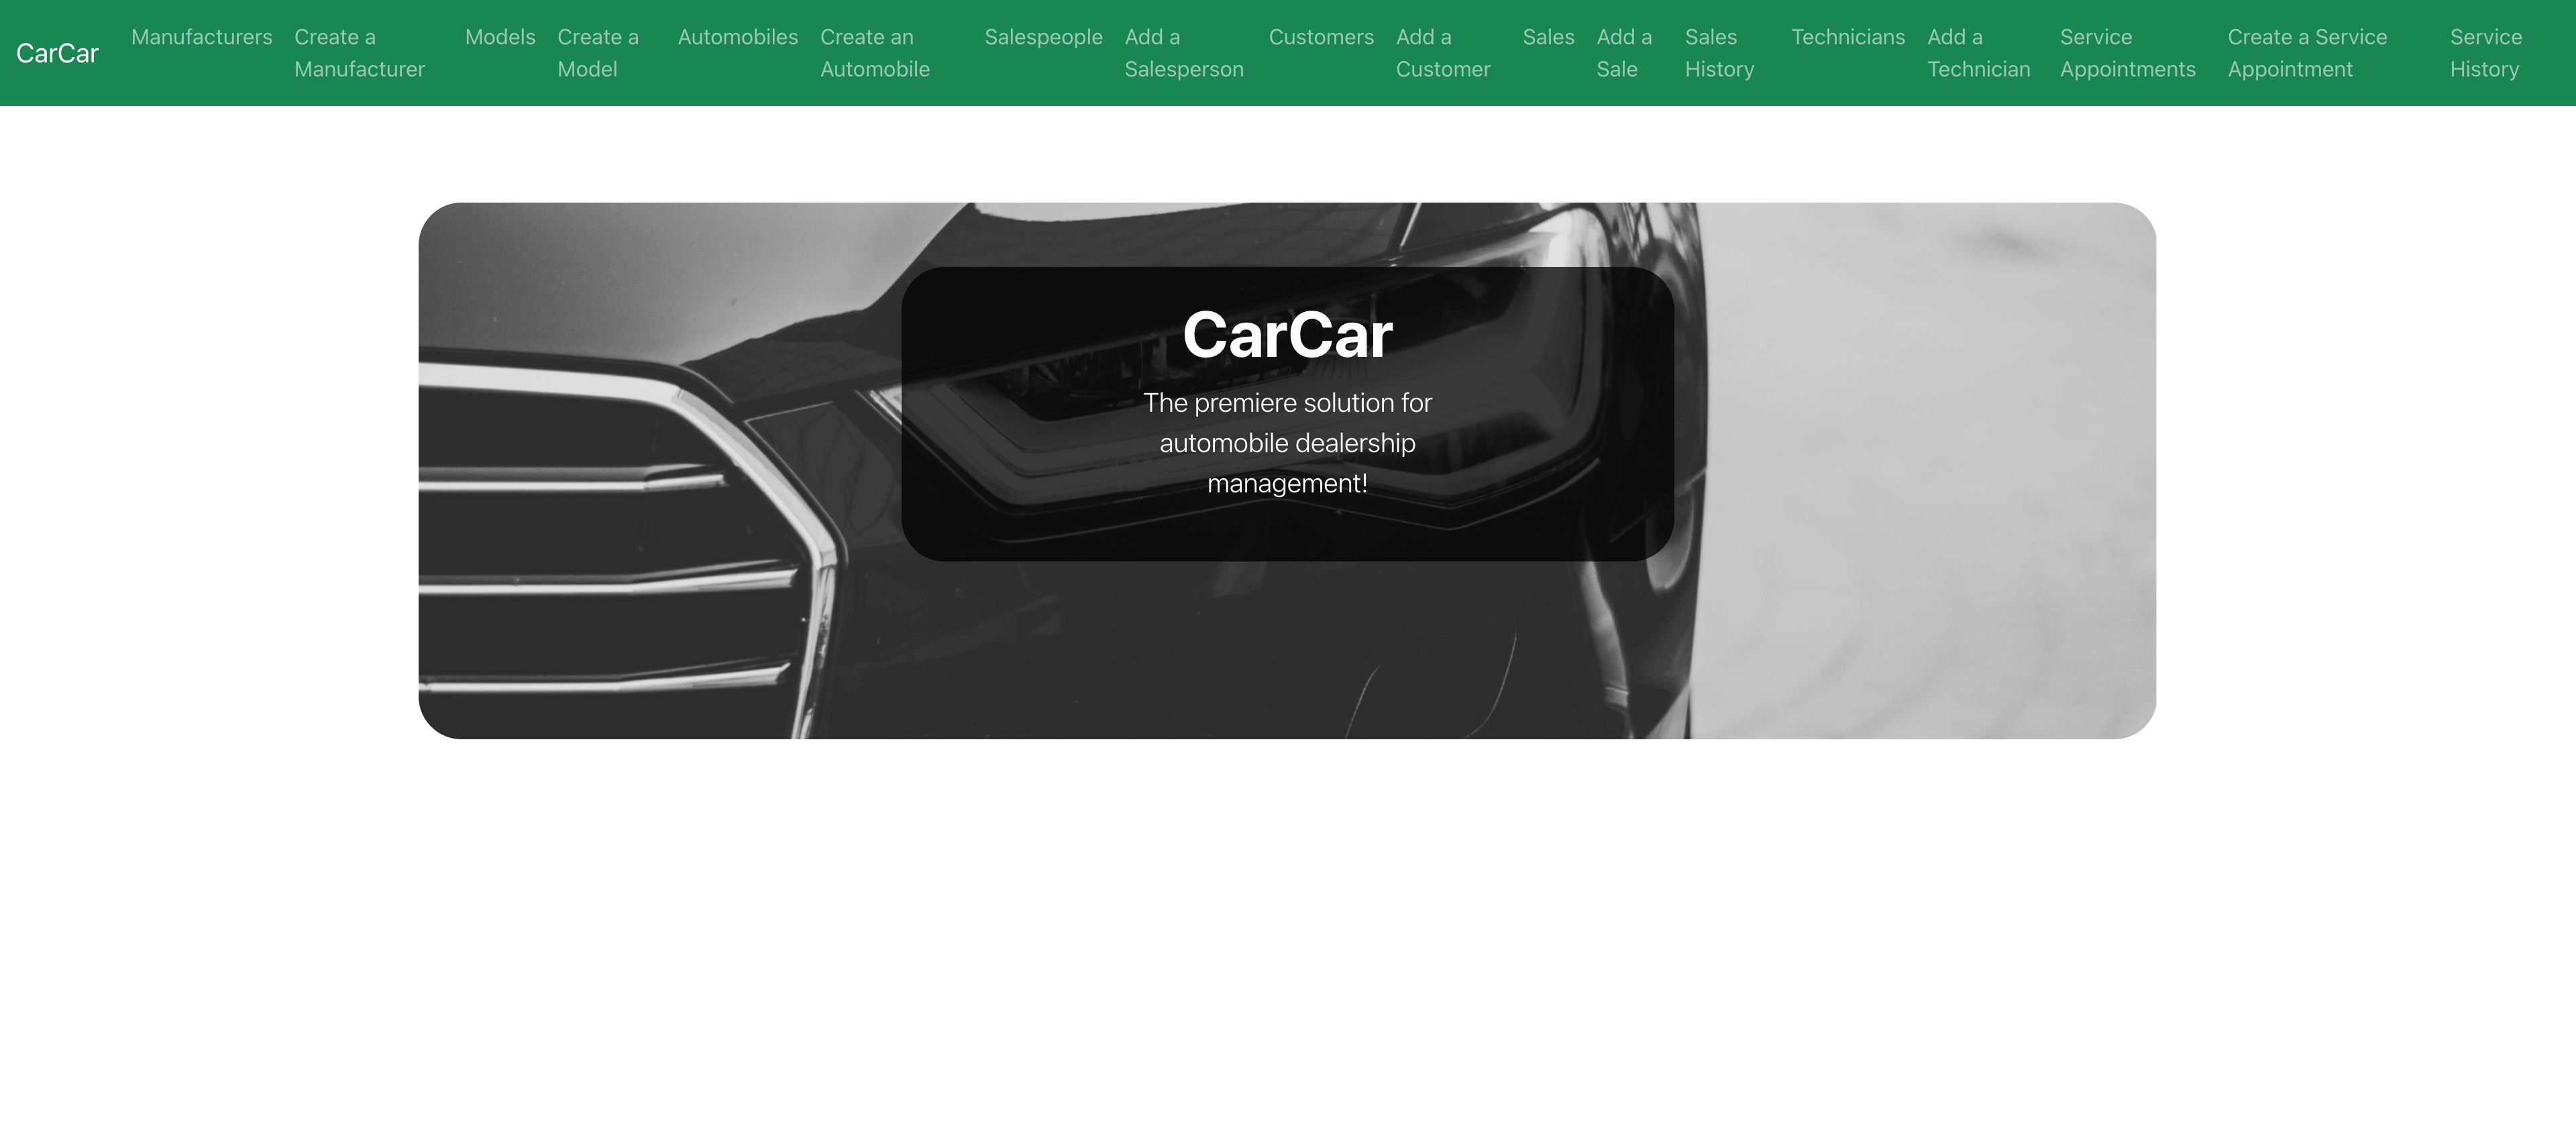 CarCar
Manufacturers
Create a
Manufacturer
Models
Create a
Model
Automobiles
Create an
Automobile
Salespeople
Add a
Salesperson
Customers
Add a
Customer
Sales
Add a
Sale
Sales
History
Technicians
Add a
Technician
Service
Appointments
Create a Service
Appointment
Service
History
CarCar
The premiere solution for
automobile dealership
management!